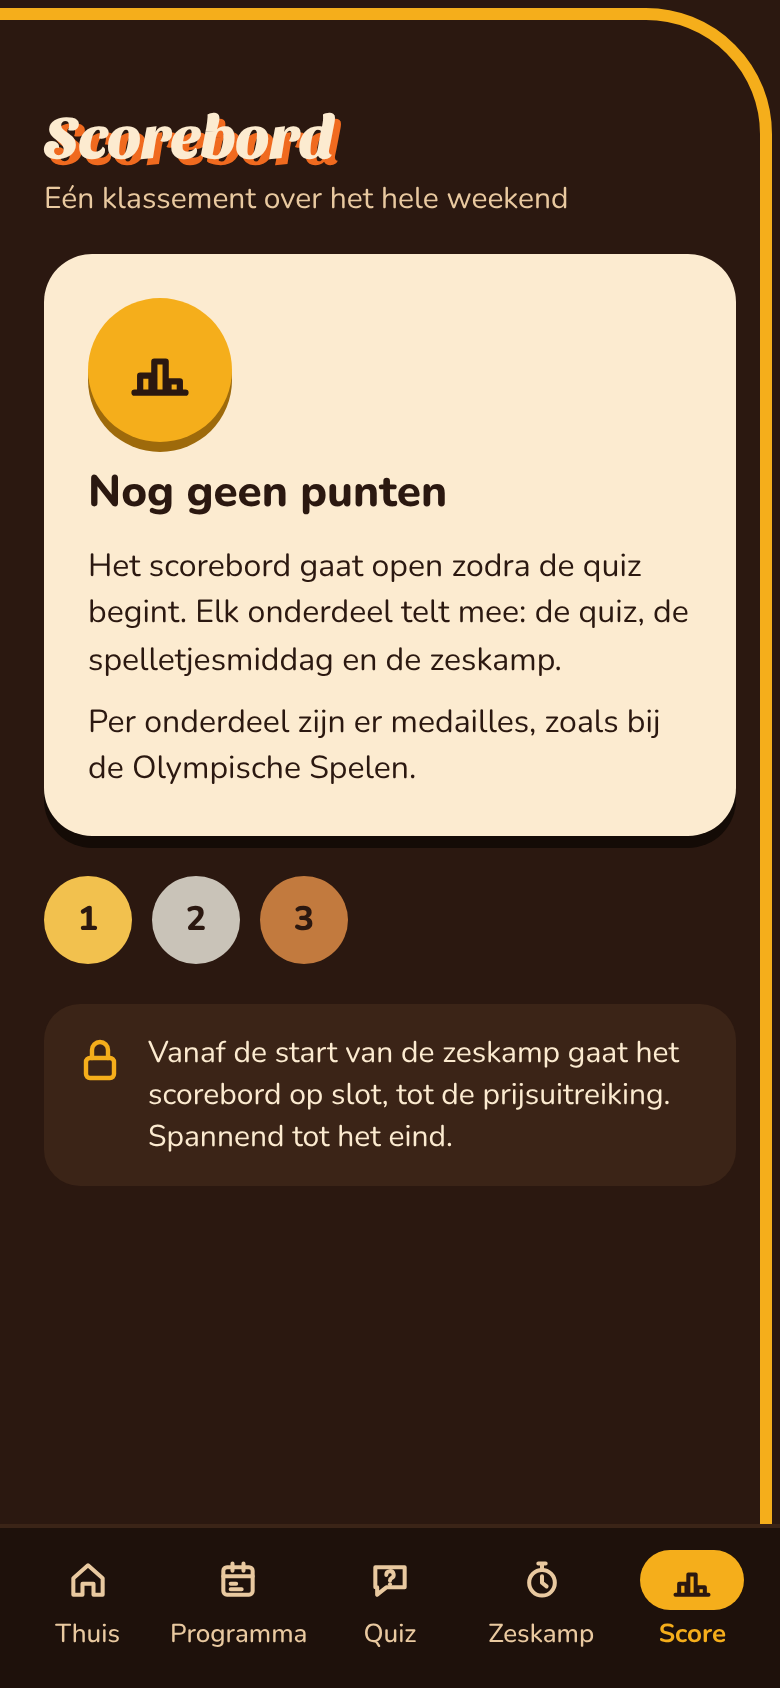 Scorebord
Eén klassement over het hele weekend
Nog geen punten
Het scorebord gaat open zodra de quiz
begint. Elk onderdeel telt mee: de quiz, de
spelletjesmiddag en de zeskamp.
Per onderdeel zijn er medailles, zoals bij
de Olympische Spelen.
1 2 3
Vanaf de start van de zeskamp gaat het
scorebord op slot, tot de prijsuitreiking.
Spannend tot het eind.
Thuis Programma Quiz Zeskamp Score